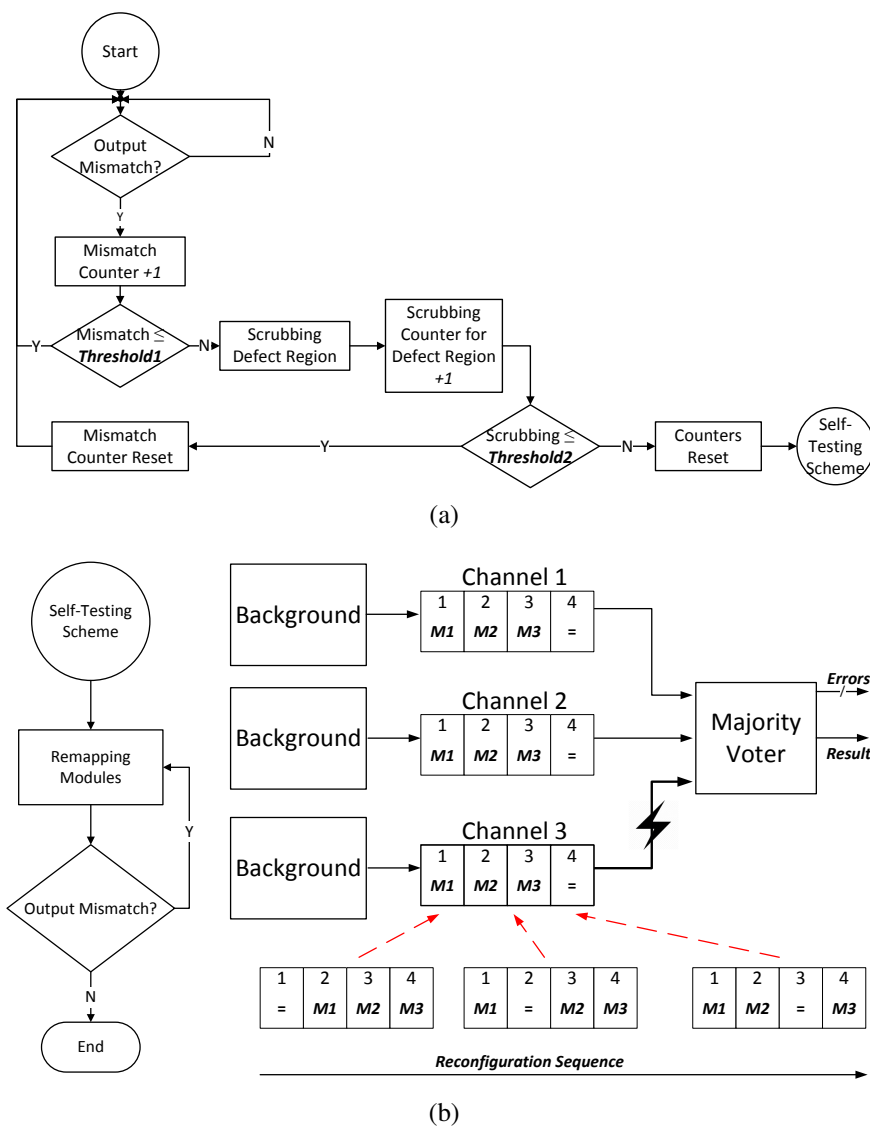 Start
Output
Mismatch?
N
Y
Mismatch
Counter +1
Mismatch ≤
Threshold1
Y
N
Scrubbing
Defect Region
Scrubbing
Counter for
Defect Region
+1
Mismatch
Counter Reset
Y
Scrubbing ≤
Threshold2
N
Counters
Reset
Self-
Testing
Scheme
(a)
Self-Testing
Scheme
Remapping
Modules
Y
Output Mismatch?
N
End
Background
Channel 1
1 2 3 4
M1 M2 M3 =
Background
Channel 2
1 2 3 4
M1 M2 M3 =
Background
Channel 3
1 2 3 4
M1 M2 M3 =
Majority
Voter
Errors
Result
1 2 3 4
= M1 M2 M3
1 2 3 4
M1 = M2 M3
1 2 3 4
M1 M2 = M3
Reconfigruration Sequence
(b)